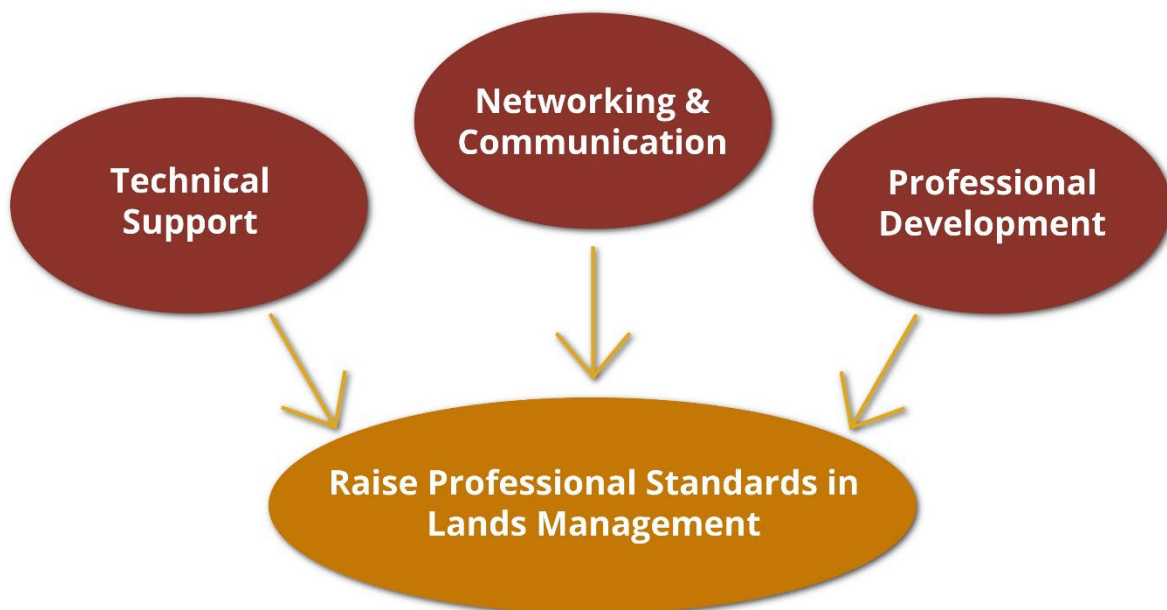 Technical
Support
Networking &
Communication
Professional
Development
Raise Professional Standards in
Lands Management